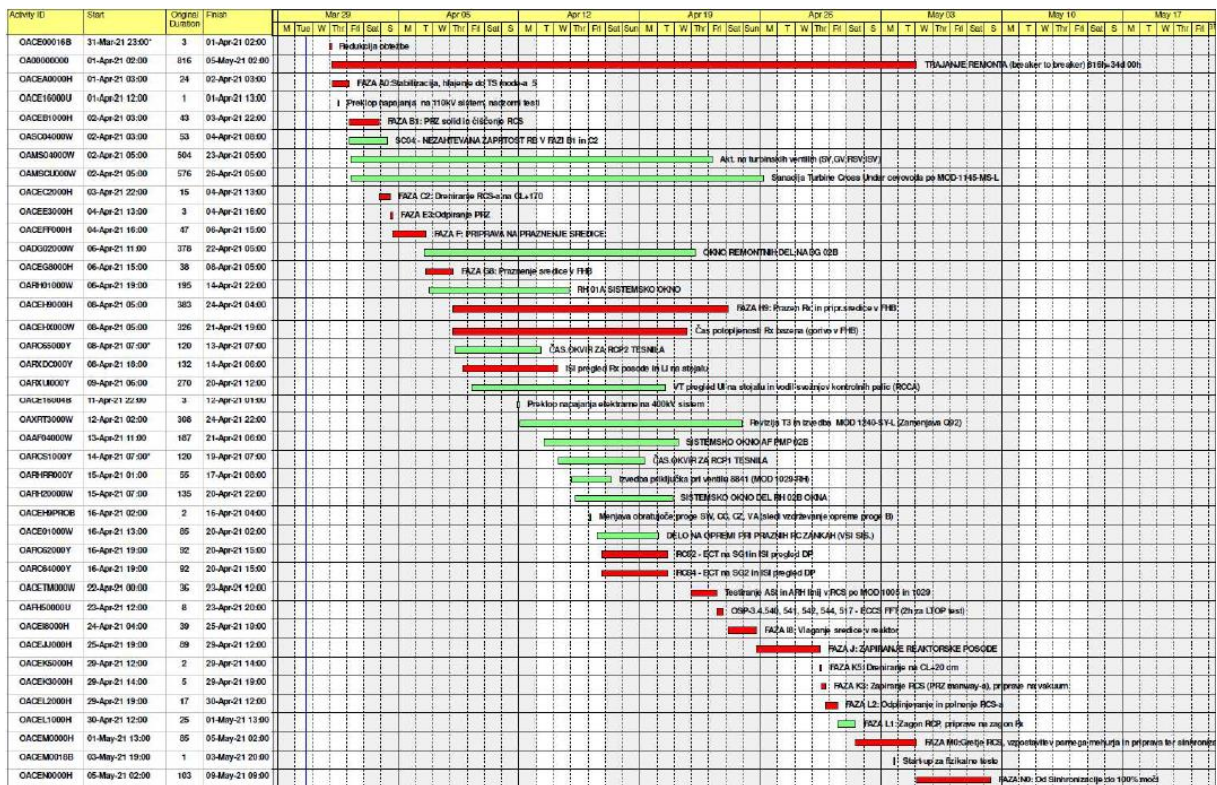 Activity ID Start Original Duration Finish Mar 29 Apr 05 Apr 12 Apr 19 Apr 26 May 03 May 10 May 17
OACE00016B 31-Mar-21 23:00* 3 01-Apr-21 02:00 Redukcija obtežbe
OA00000000 01-Apr-21 02:00 816 05-May-21 02:00 TRAJANJE REMONTA (breaker to breaker) 816h=34d 00h
OACEA0000H 01-Apr-21 03:00 24 02-Apr-21 03:00 FAZA A0:Stabilizacija, hlajenje do TS mode-a 5
OACE16000U 01-Apr-21 12:00 1 01-Apr-21 13:00 Preklop napajanja na 110kV sistem, nadzorni testi
OACEB1000H 02-Apr-21 03:00 43 03-Apr-21 22:00 FAZA B1: PRZ solid in čiščenje RCS
OASC04000W 02-Apr-21 03:00 53 04-Apr-21 08:00 SC04 - NEZAHTEVANA ZAPRTOST RB V FAZI B1 in C2
OAMS04000W 02-Apr-21 05:00 504 23-Apr-21 05:00 Akt. na turbinskih ventilih (SV,GV,RSV,ISV)
OAMSCU000W 02-Apr-21 05:00 576 26-Apr-21 05:00 Sanacija Turbine Cross Under cevovoda po MOD-1145-MS-L
OACEC2000H 03-Apr-21 22:00 15 04-Apr-21 13:00 FAZA C2: Dreniranje RCS-a na CL+170
OACEE3000H 04-Apr-21 13:00 3 04-Apr-21 16:00 FAZA E3:Odpiranje PRZ
OACEFF000H 04-Apr-21 16:00 47 06-Apr-21 15:00 FAZA F: PRIPRAVA NA PRAZNENJE SREDICE
OADG02000W 06-Apr-21 11:00 378 22-Apr-21 05:00 OKNO REMONTNIH DEL NA DG 02B
OACEG8000H 06-Apr-21 15:00 38 08-Apr-21 05:00 FAZA G8: Praznenje sredice v FHB
OARH01000W 06-Apr-21 19:00 195 14-Apr-21 22:00 RH 01A SISTEMSKO OKNO
OACEH9000H 08-Apr-21 05:00 383 24-Apr-21 04:00 FAZA H9: Prazen Rx in pripr.sredice v FHB
OACEHX000W 08-Apr-21 05:00 326 21-Apr-21 19:00 Čas potopljenosti Rx bazena (gorivo v FHB)
OARCS5000Y 08-Apr-21 07:00* 120 13-Apr-21 07:00 ČAS.OKVIR ZA RCP2 TESNILA
OARXDC000Y 08-Apr-21 18:00 132 14-Apr-21 06:00 ISI pregled Rx posode in LI na stojalu
OARXUI000Y 09-Apr-21 06:00 270 20-Apr-21 12:00 VT pregled UI na stojalu in vodil svežnjev kontrolnih palic (RCCA)
OACE16004B 11-Apr-21 22:00 3 12-Apr-21 01:00 Preklop napajanja elektrarne na 400kV sistem
OAXRT3000W 12-Apr-21 02:00 308 24-Apr-21 22:00 Revizija T3 in izvedba MOD 1240-SY-L (Zamenjava Q92)
OAAF04000W 13-Apr-21 11:00 187 21-Apr-21 06:00 SISTEMSKO OKNO AF PMP 02B
OARCS1000Y 14-Apr-21 07:00* 120 19-Apr-21 07:00 ČAS.OKVIR ZA RCP1 TESNILA
OARHRR000Y 15-Apr-21 01:00 55 17-Apr-21 08:00 Izvedba priključka pri ventilu 8841 (MOD 1029-RH)
OARH20000W 15-Apr-21 07:00 135 20-Apr-21 22:00 SISTEMSKO OKNO DEL RH 02B OKNA
OACEH9PROB 16-Apr-21 02:00 2 16-Apr-21 04:00 Menjava obratujoče proge SW, CC, CZ, VA (sledi vzdrževanje opreme proge B)
OACE01000W 16-Apr-21 13:00 85 20-Apr-21 02:00 DELO NA OPREMI PRI PRAZNIH RC ZANKAH (VSI SIS.)
OARC62000Y 16-Apr-21 19:00 92 20-Apr-21 15:00 RC62 - ECT na SG1 in ISI pregled DP
OARC64000Y 16-Apr-21 19:00 92 20-Apr-21 15:00 RC64 - ECT na SG2 in ISI pregled DP
OACETM000W 22-Apr-21 00:00 36 23-Apr-21 12:00 Testiranje ASI in ARH linij v RCS po MOD 1005 in 1029
OAFH50000U 23-Apr-21 12:00 8 23-Apr-21 20:00 OSP-3.4.540, 541, 542, 544, 517 - ECCS FFT (2h za LTOP test)
OACEI8000H 24-Apr-21 04:00 39 25-Apr-21 19:00 FAZA I8: Vlaganje sredice v reaktor
OACEJJ000H 25-Apr-21 19:00 89 29-Apr-21 12:00 FAZA J: ZAPIRANJE REAKTORSKE POSODE
OACEK5000H 29-Apr-21 12:00 2 29-Apr-21 14:00 FAZA K5: Dreniranje na CL+20 cm
OACEK3000H 29-Apr-21 14:00 5 29-Apr-21 19:00 FAZA K3: Zapiranje RCS (PRZ manway-a), priprave na vakuum
OACEL2000H 29-Apr-21 19:00 17 30-Apr-21 12:00 FAZA L2: Odplinjevanje in polnenje RCS-a
OACEL1000H 30-Apr-21 12:00 25 01-May-21 13:00 FAZA L1: Zagon RCP, priprave na zagon Rx
OACEM0000H 01-May-21 13:00 85 05-May-21 02:00 FAZA M0:Gretje RCS, vzpostavitev parnega mehurja in priprava ter sinhroniza
OACEM0016B 03-May-21 19:00 1 03-May-21 20:00 Start-up za fizikalne teste
OACEN0000H 05-May-21 02:00 103 09-May-21 09:00 FAZA N0: Od Sinhronizacije do 100% moči